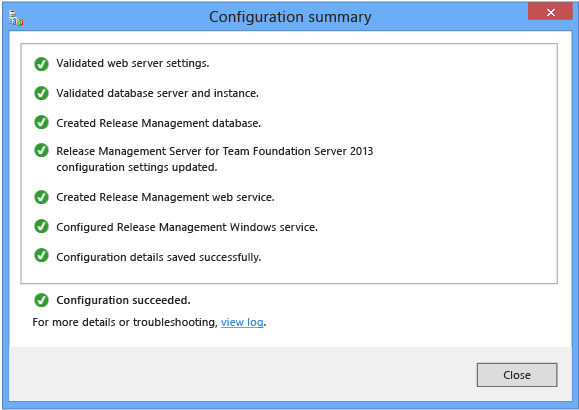 Configuration summary
Validated web server settings.
Validated database server and instance.
Created Release Management database.
Release Management Server for Team Foundation Server 2013
configuration settings updated.
Created Release Management web service.
Configured Release Management Windows service.
Configuration details saved successfully.
Configuration succeeded.
For more details or troubleshooting, view log.
Close